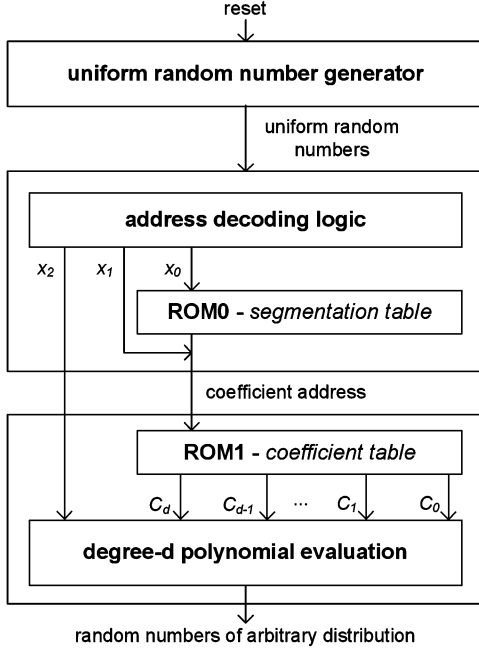 reset
uniform random number generator
uniform random
numbers
address decoding logic
x2 x1 x0
ROM0 - segmentation table
coefficient address
ROM1 - coefficient table
Cd Cd-1 ... C1 C0
degree-d polynomial evaluation
random numbers of arbitrary distribution